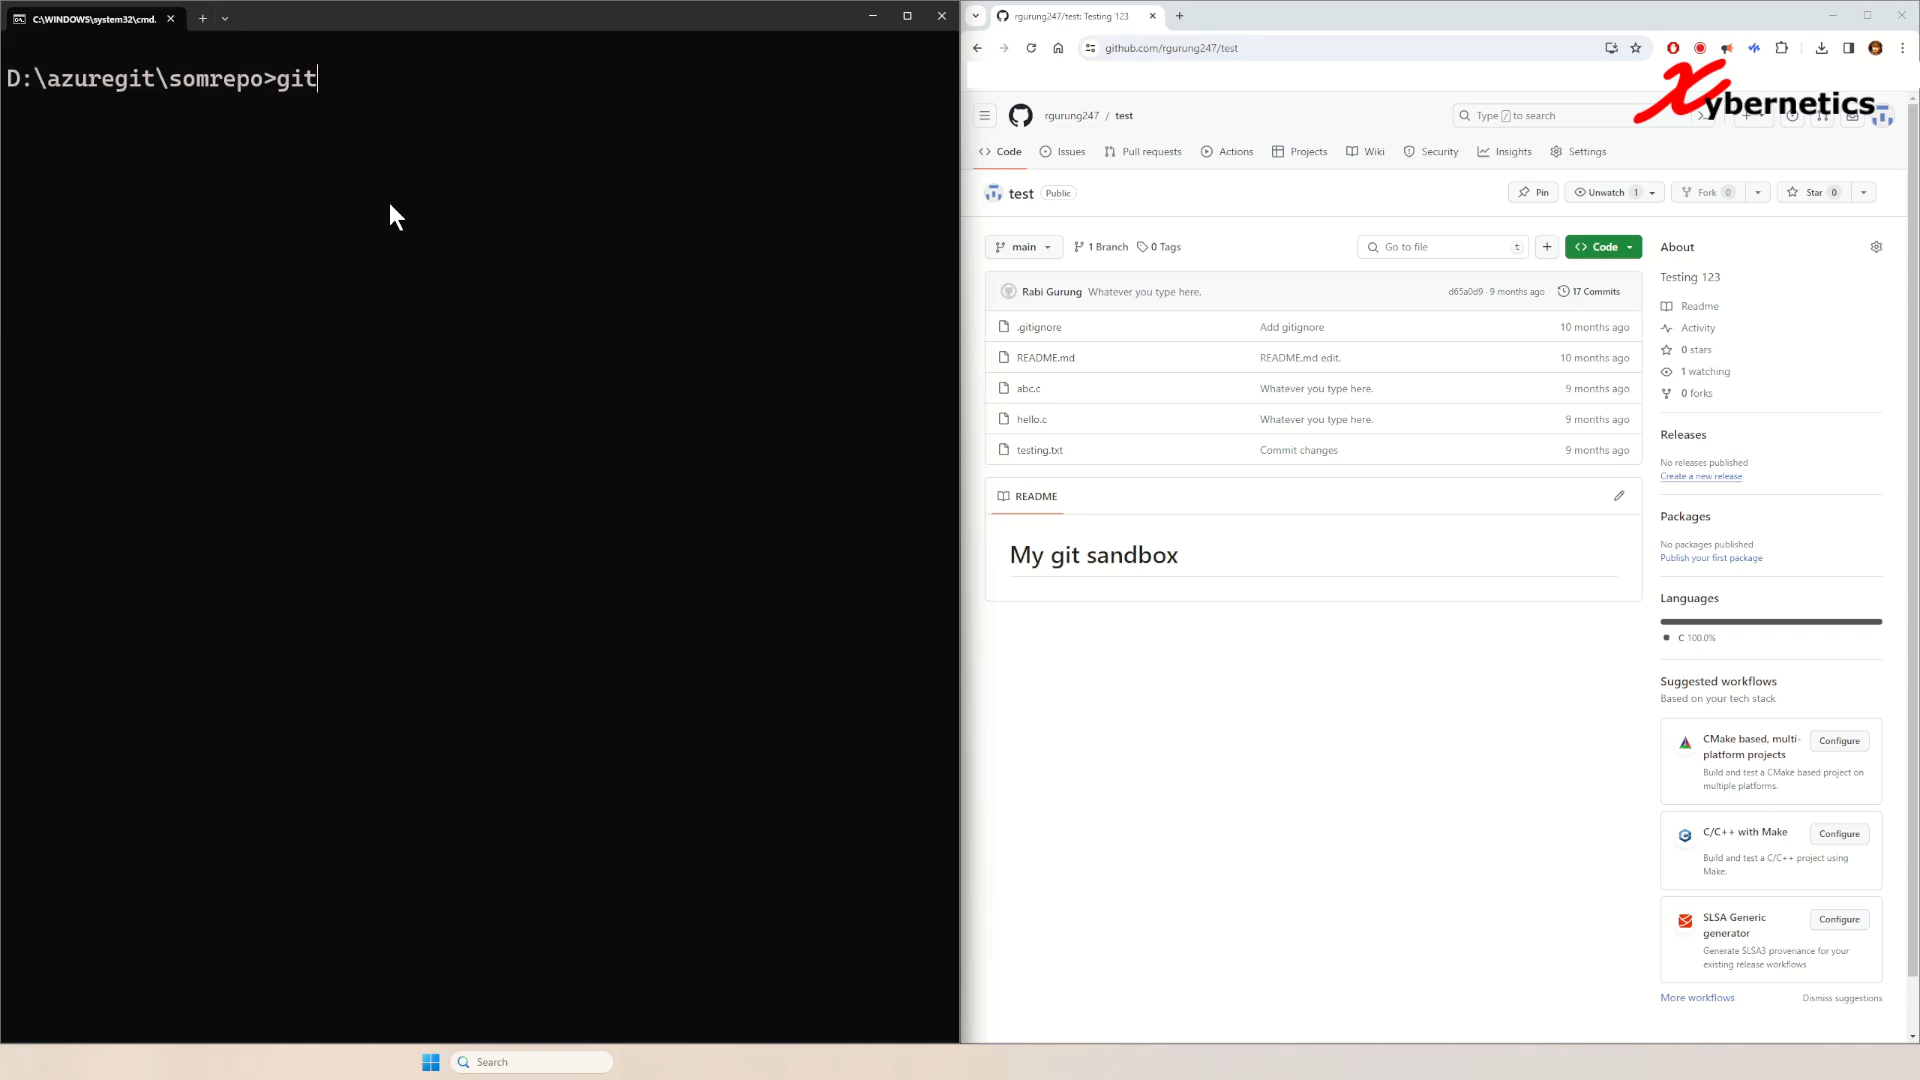 C:\WINDOWS\system32\cmd.
D:\azuregit\somrepo>git
rgurung247/test: Testing 123
github.com/rgurung247/test
Xybernetics
rgurung247 / test
Type / to search
Code
Issues
Pull requests
Actions
Projects
Wiki
Security
Insights
Settings
test Public
Pin
Unwatch 1
Fork 0
Star 0
main
1 Branch
0 Tags
Go to file t
Code
Rabi Gurung Whatever you type here. d65a0d9 · 9 months ago 17 Commits
.gitignore Add gitignore 10 months ago
README.md README.md edit. 10 months ago
abc.c Whatever you type here. 9 months ago
hello.c Whatever you type here. 9 months ago
testing.txt Commit changes 9 months ago
README
My git sandbox
About
Testing 123
Readme
Activity
0 stars
1 watching
0 forks
Releases
No releases published
Create a new release
Packages
No packages published
Publish your first package
Languages
C 100.0%
Suggested workflows
Based on your tech stack
CMake based, multi-
platform projects
Configure
Build and test a CMake based project on
multiple platforms.
C/C++ with Make
Configure
Build and test a C/C++ project using
Make.
SLSA Generic
generator
Configure
Generate SLSA3 provenance for your
existing release workflows
More workflows
Dismiss suggestions
Search